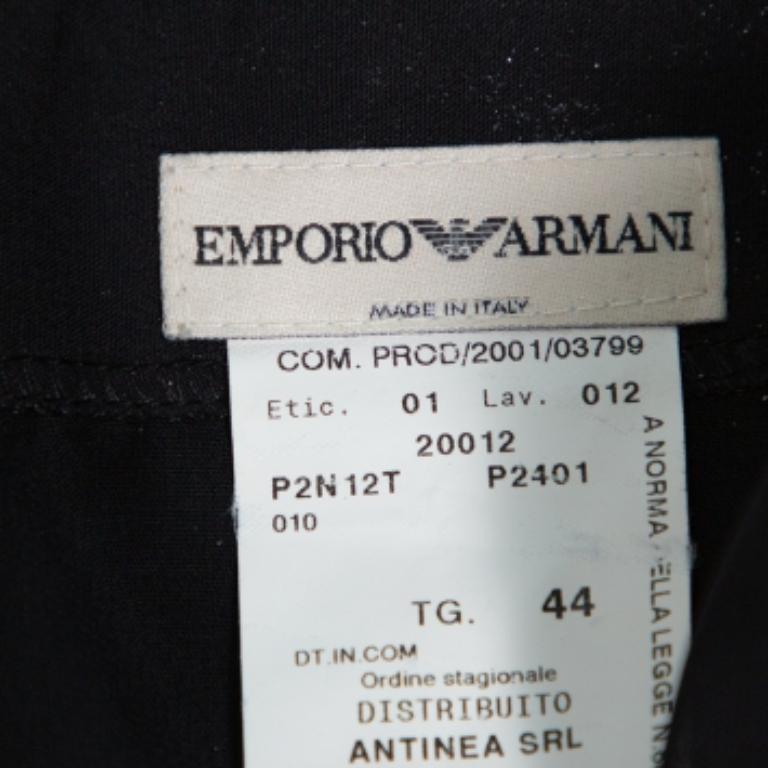 EMPORIO ARMANI
MADE IN ITALY
COM. PROD/2001/03799
Etic. 01 Lav. 012
20012
P2N12T P2401
010
TG. 44
DT.IN.COM
Ordine stagionale
DISTRIBUITO
ANTINEA SRL
A NORMA LEGGE N.